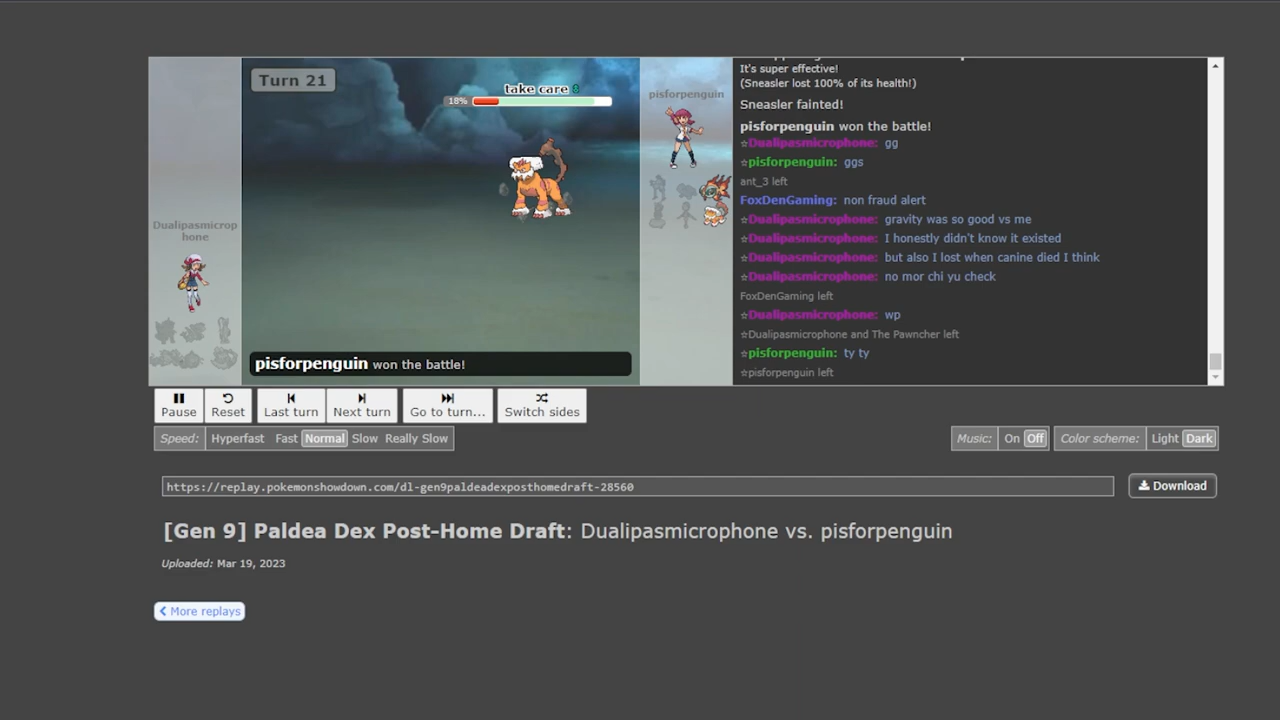 Turn 21
take care
18%
Dualipasmicrop
hone
pisforpenguin won the battle!
pisforpenguin
It's super effective!
(Sneasler lost 100% of its health!)
Sneasler fainted!
pisforpenguin won the battle!
☆Dualipasmicrophone: gg
☆pisforpenguin: ggs
ant_3 left
FoxDenGaming: non fraud alert
☆Dualipasmicrophone: gravity was so good vs me
☆Dualipasmicrophone: I honestly didn't know it existed
☆Dualipasmicrophone: but also I lost when canine died I think
☆Dualipasmicrophone: no mor chi yu check
FoxDenGaming left
☆Dualipasmicrophone: wp
☆Dualipasmicrophone and The Pawncher left
☆pisforpenguin: ty ty
☆pisforpenguin left
Pause Reset Last turn Next turn Go to turn... Switch sides
Speed: Hyperfast Fast Normal Slow Really Slow Music: On Off Color scheme: Light Dark
https://replay.pokemonshowdown.com/dl-gen9paldeadexposthomedraft-28560 Download
[Gen 9] Paldea Dex Post-Home Draft: Dualipasmicrophone vs. pisforpenguin
Uploaded: Mar 19, 2023
More replays